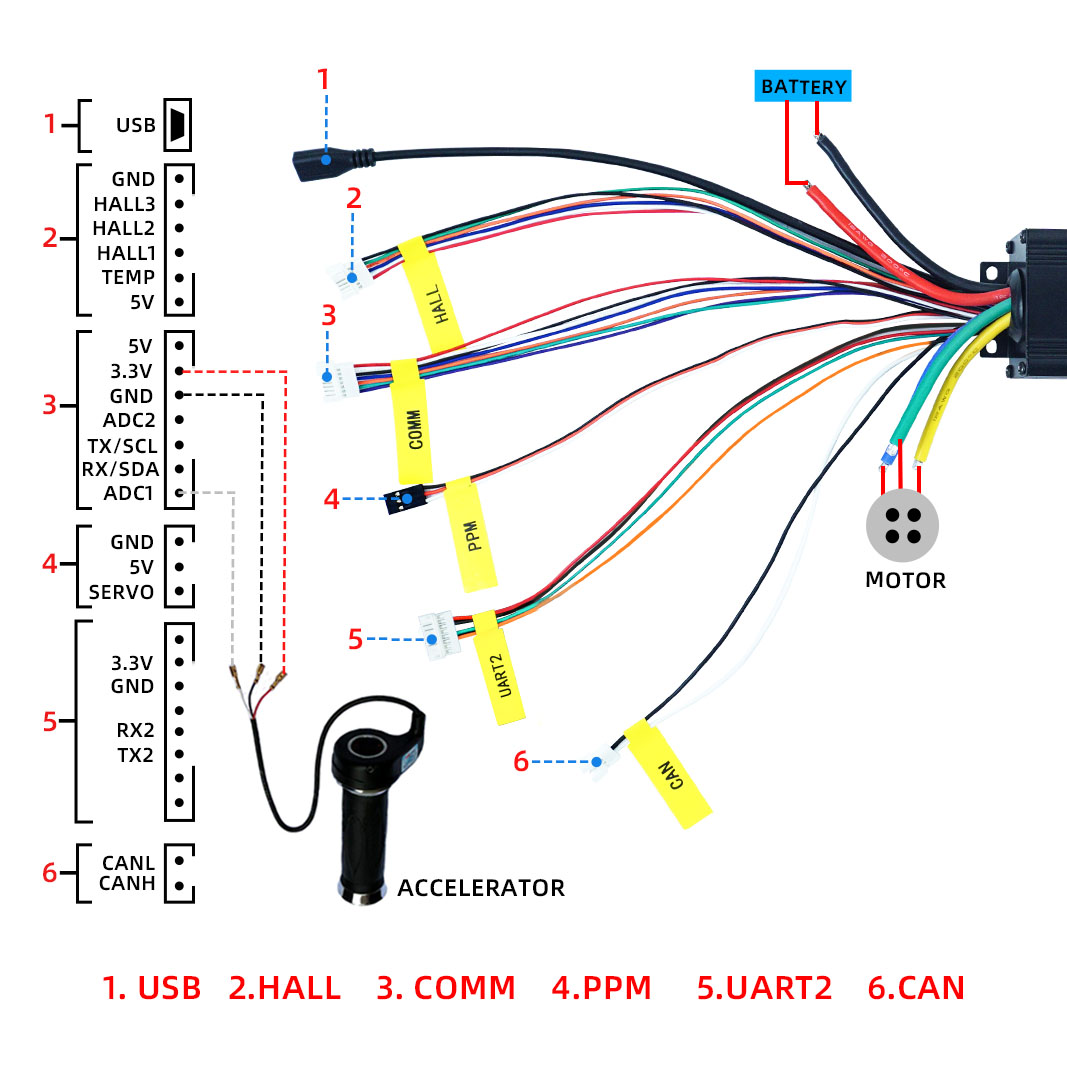 1
BATTERY
1
USB
2
GND
HALL3
HALL2
HALL1
TEMP
5V
2
HALL
3
5V
3.3V
GND
ADC2
TX/SCL
RX/SDA
ADC1
3
COMM
4
PPM
4
GND
5V
SERVO
MOTOR
5
UART2
5
3.3V
GND
RX2
TX2
6
CAN
6
CANL
CANH
ACCELERATOR
1. USB 2.HALL 3. COMM 4.PPM 5.UART2 6.CAN